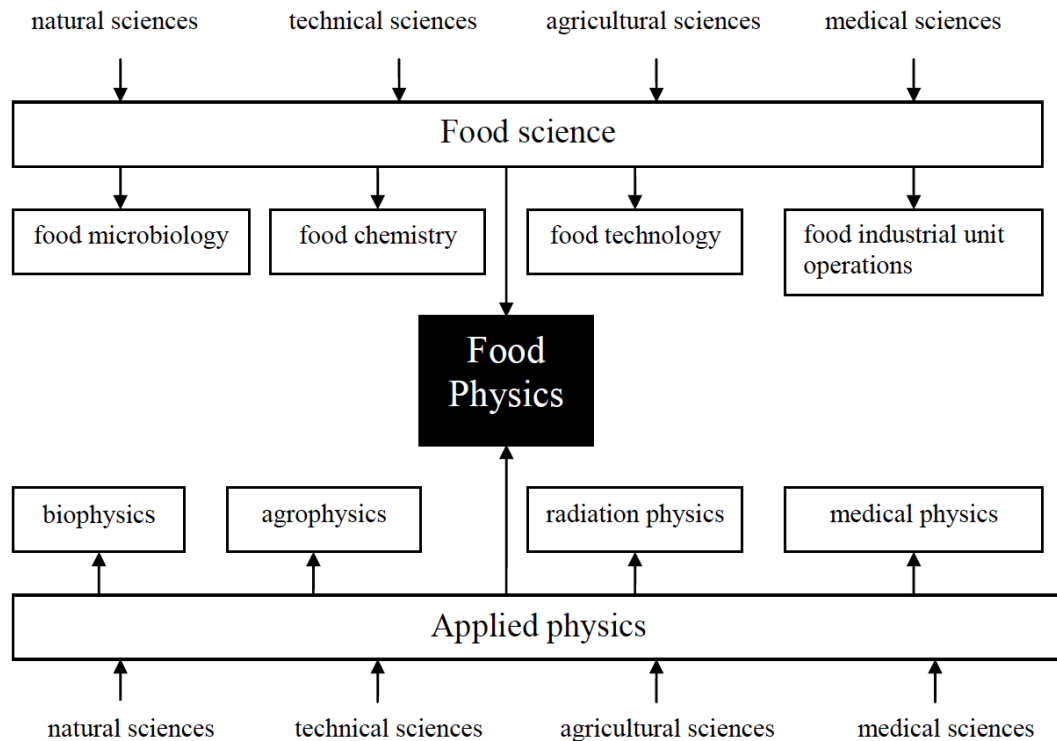 natural sciences
technical sciences
agricultural sciences
medical sciences
Food science
food microbiology
food chemistry
food technology
food industrial unit
operations
Food
Physics
biophysics
agrophysics
radiation physics
medical physics
Applied physics
natural sciences
technical sciences
agricultural sciences
medical sciences